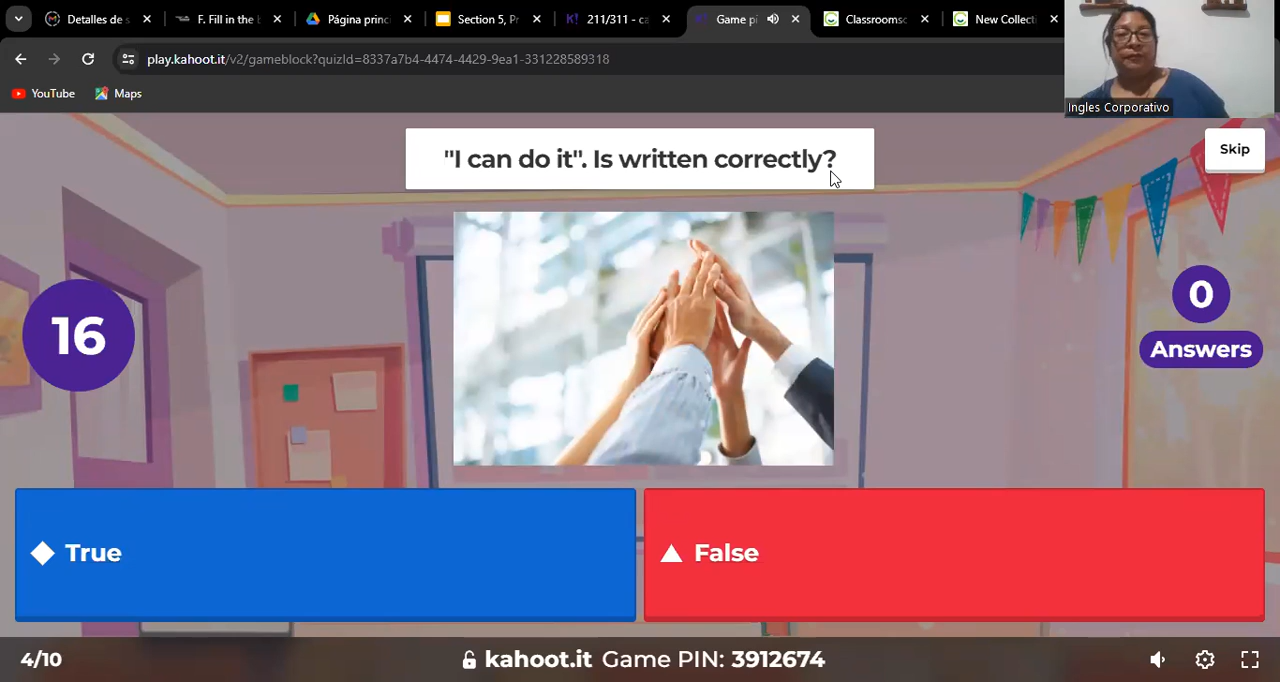 Detalles de s
F. Fill in the b
Página princ
Section 5, Pr
K! 211/311 - ca
Game pi
Classroomsc
New Collecti
play.kahoot.it/v2/gameblock?quizId=8337a7b4-4474-4429-9ea1-331228589318
YouTube
Maps
Ingles Corporativo
"I can do it". Is written correctly?
Skip
16
0
Answers
True
False
4/10
kahoot.it Game PIN: 3912674